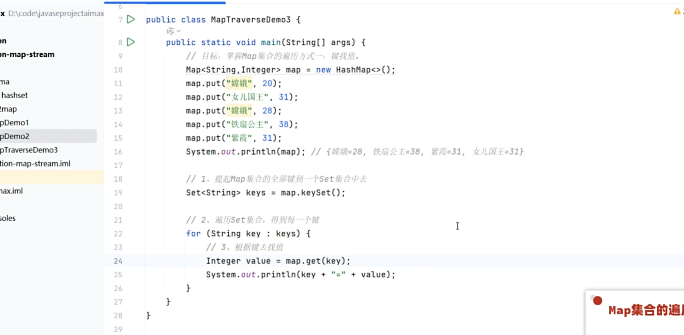 x D:\code\javaseprojectaimax
on-map-stream
hashset
pDemo1
pDemo2
pTraverseDemo3
tion-map-stream.iml
max.iml
soles
7 public class MapTraverseDemo3 {
8 public static void main(String[] args) {
9 // 目标：掌握Map集合的遍历方式一：键找值。
10 Map<String,Integer> map = new HashMap<>();
11 map.put("嫦娥", 20);
12 map.put("女儿国王", 31);
13 map.put("嫦娥", 28);
14 map.put("铁扇公主", 38);
15 map.put("紫霞", 31);
16 System.out.println(map); // {嫦娥=28, 铁扇公主=38, 紫霞=31, 女儿国王=31}
17
18 // 1、提起Map集合的全部键到一个Set集合中去
19 Set<String> keys = map.keySet();
20
21 // 2、遍历Set集合，得到每一个键
22 for (String key : keys) {
23 // 3、根据键去找值
24 Integer value = map.get(key);
25 System.out.println(key + "=" + value);
26 }
27 }
28 }
29
Map集合的遍